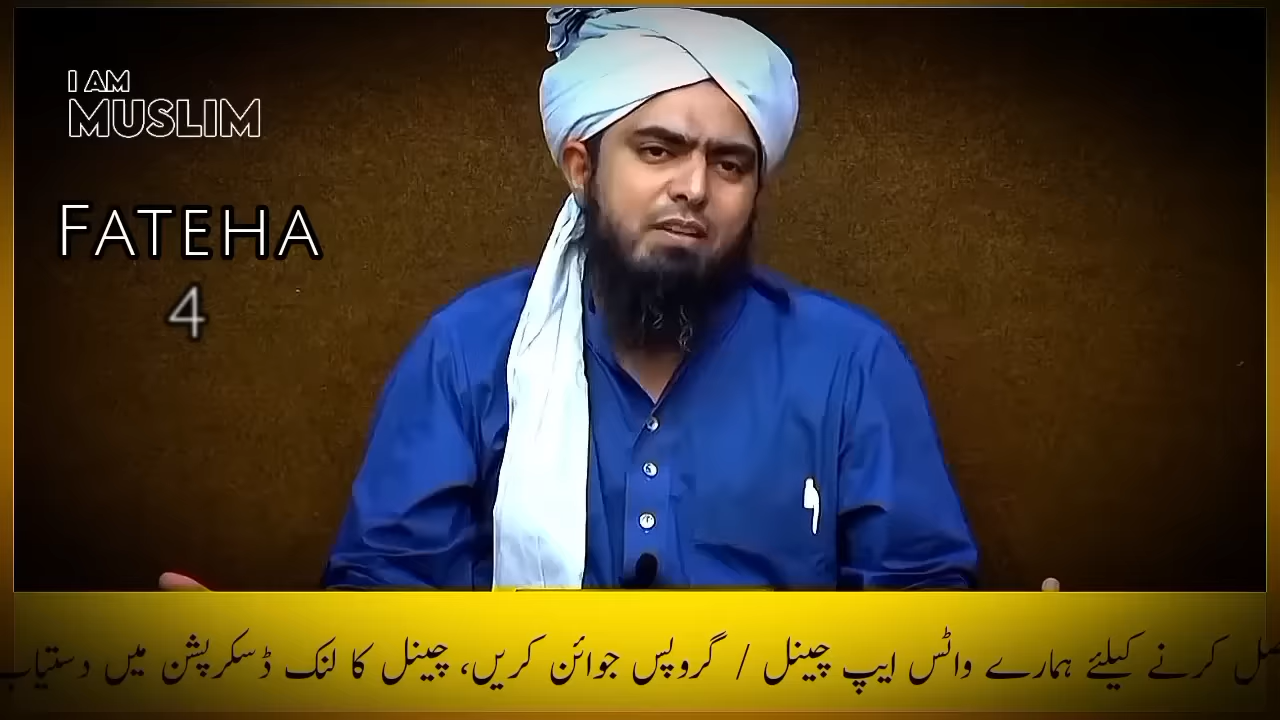 I AM
MUSLIM
FATEHA
4
کرنے کیلئے ہمارے واٹس ایپ چینل / گروپس جوائن کریں، چینل کا لنک ڈسکرپشن میں دستیاب